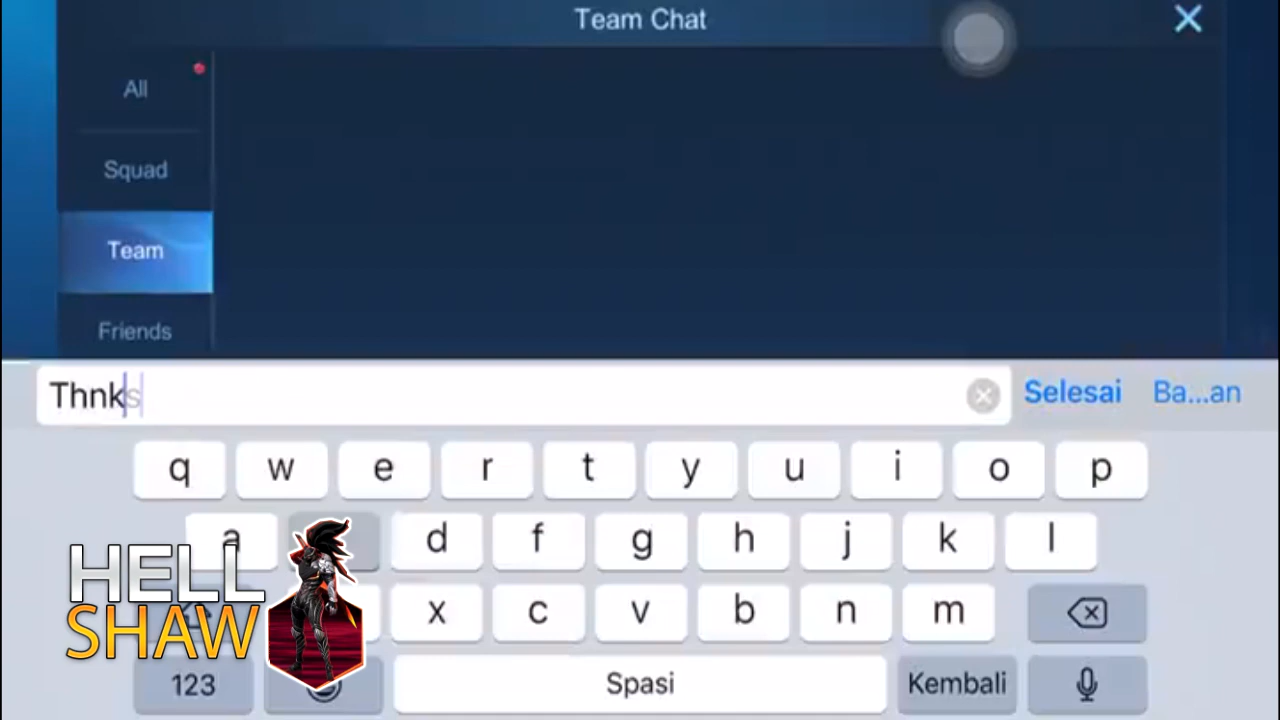 Team Chat
All
Squad
Team
Friends
Thnks
Selesai
Ba...an
q w e r t y u i o p
a d f g h j k l
x c v b n m
123
Spasi
Kembali
HELL
SHAW